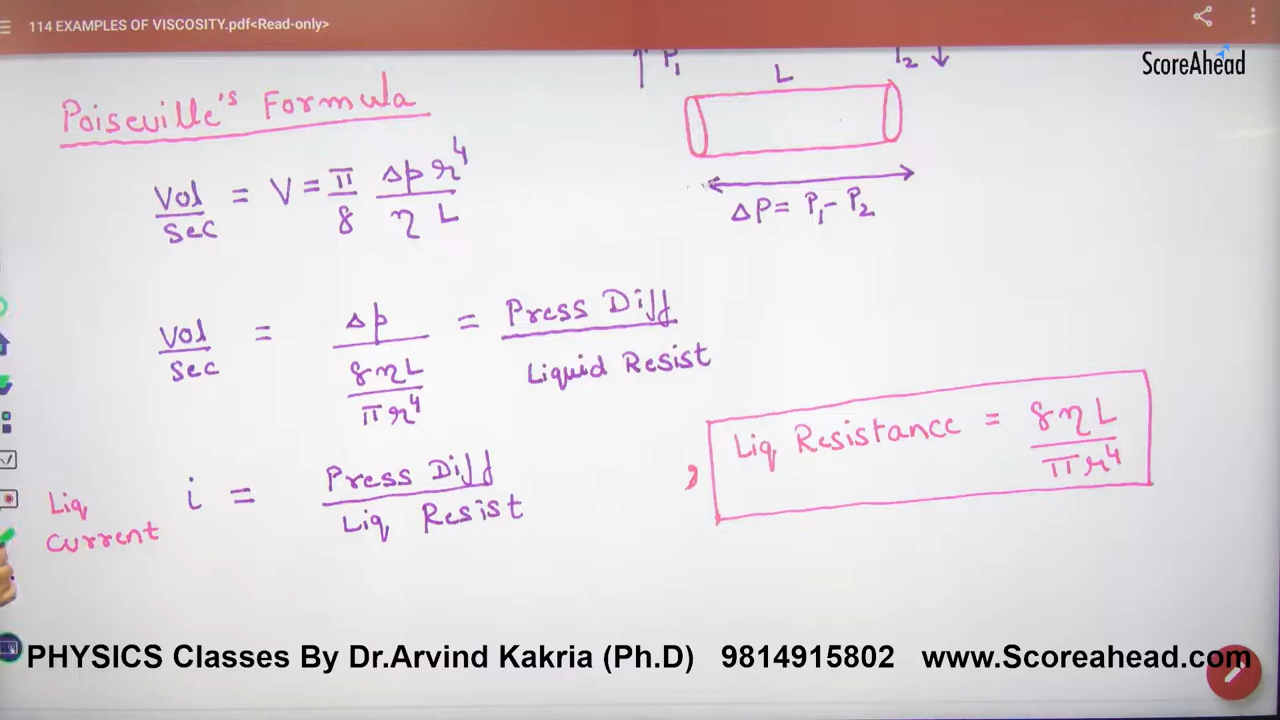 114 EXAMPLES OF VISCOSITY.pdf<Read-only>
ScoreAhead
P₁
L
P₂
ΔP = P₁ - P₂
Poiseville's Formula
Vol/Sec = V = π/8 Δp r⁴/η L
Vol/Sec = Δp/(8ηL/πr⁴) = Press Diff/Liquid Resist
Liq Current i = Press Diff/Liq Resist , Liq Resistance = 8ηL/πr⁴
PHYSICS Classes By Dr.Arvind Kakria (Ph.D) 9814915802 www.Scoreahead.com